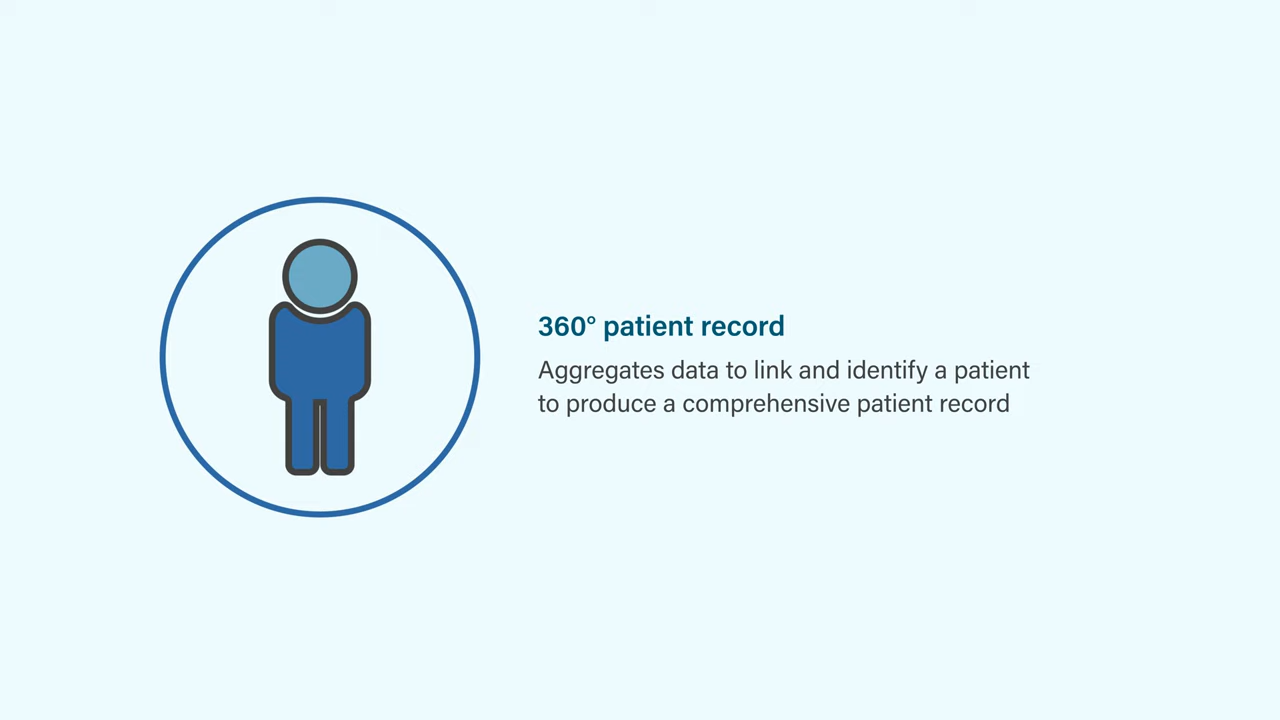 360° patient record
Aggregates data to link and identify a patient
to produce a comprehensive patient record